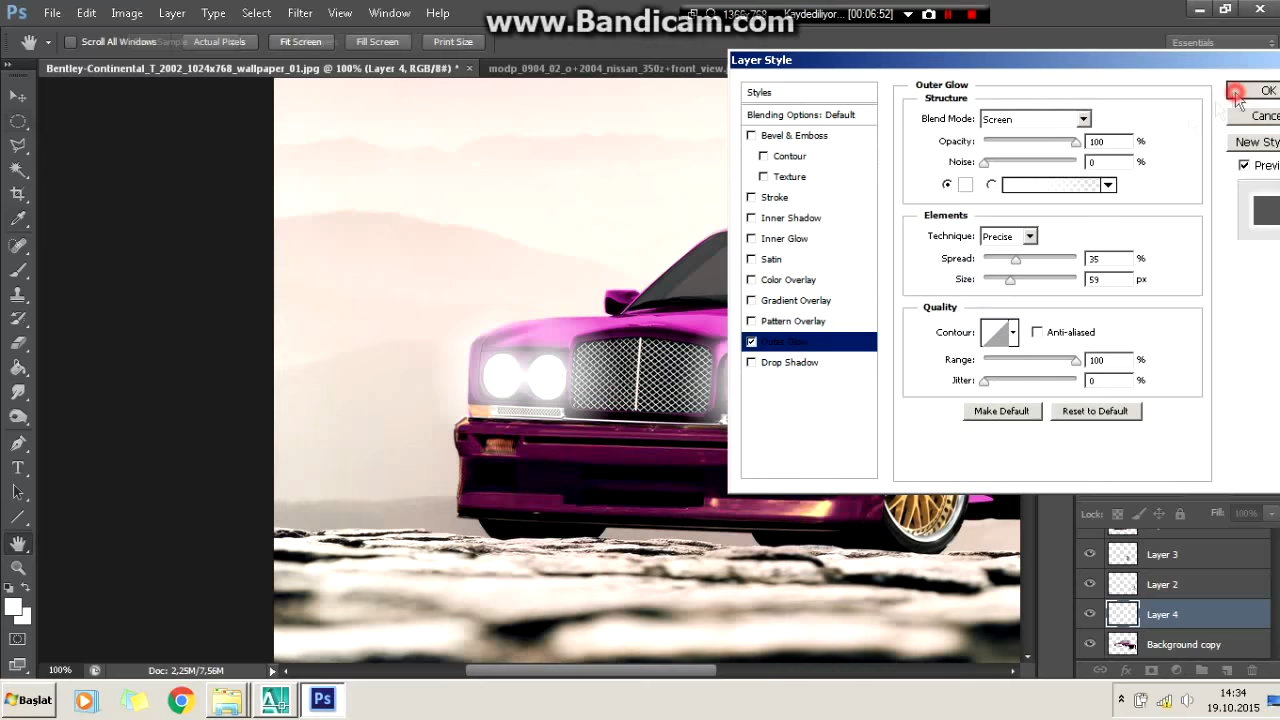 www.Bandicam.com
1366x768 Kaydediliyor... [00:06:52]
Ps File Edit Image Layer Type Select Filter 3D View Window Help
Scroll All Windows Actual Pixels Fit Screen Fill Screen Print Size Essentials
Bentley-Continental_T_2002_1024x768_wallpaper_01.jpg @ 100% (Layer 4, RGB/8#) * × modp_0904_02_o+2004_nissan_350z+front_view.
Layer Style
Styles
Blending Options: Default
Bevel & Emboss
Contour
Texture
Stroke
Inner Shadow
Inner Glow
Satin
Color Overlay
Gradient Overlay
Pattern Overlay
Outer Glow
Drop Shadow
Outer Glow
Structure
Blend Mode: Screen
Opacity: 100 %
Noise: 0 %
Elements
Technique: Precise
Spread: 35 %
Size: 59 px
Quality
Contour: Anti-aliased
Range: 100 %
Jitter: 0 %
Make Default Reset to Default
OK
Cance
New Sty
Previ
Lock: Fill: 100%
Layer 3
Layer 2
Layer 4
Background copy
100% Doc: 2,25M/7,56M
Başlat
Ps
14:34
19.10.2015